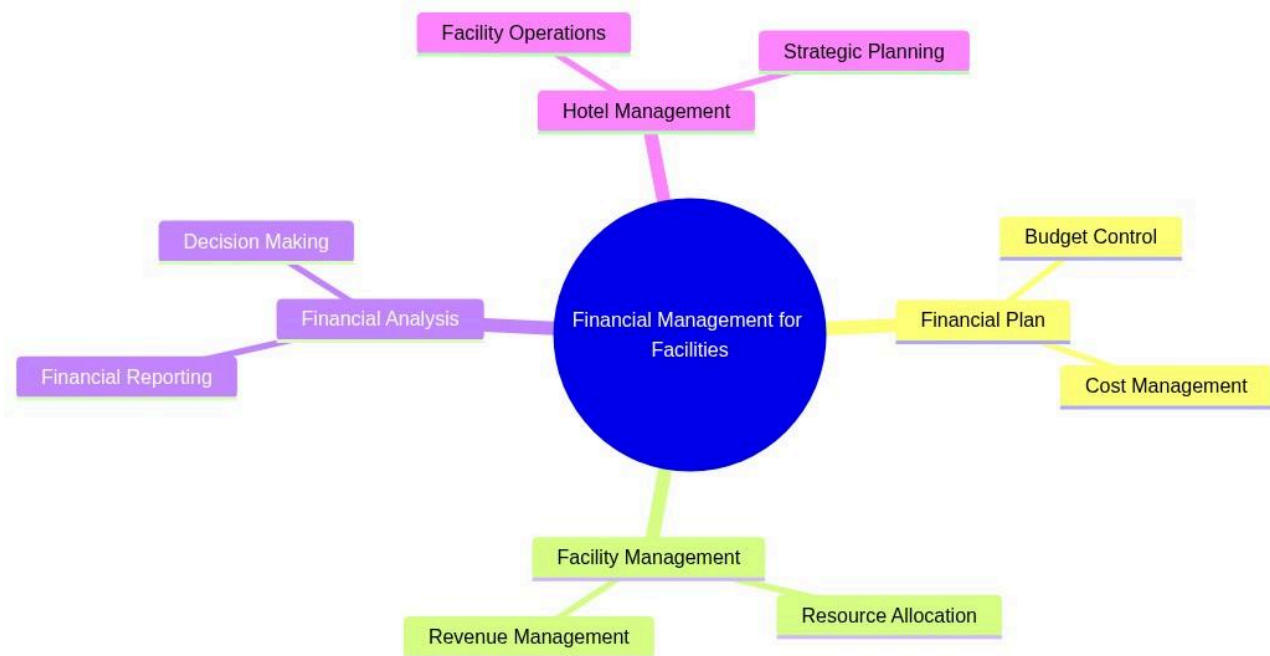 Facility Operations
Strategic Planning
Hotel Management
Decision Making
Budget Control
Financial Analysis
Financial Management for
Facilities
Financial Plan
Financial Reporting
Cost Management
Facility Management
Resource Allocation
Revenue Management